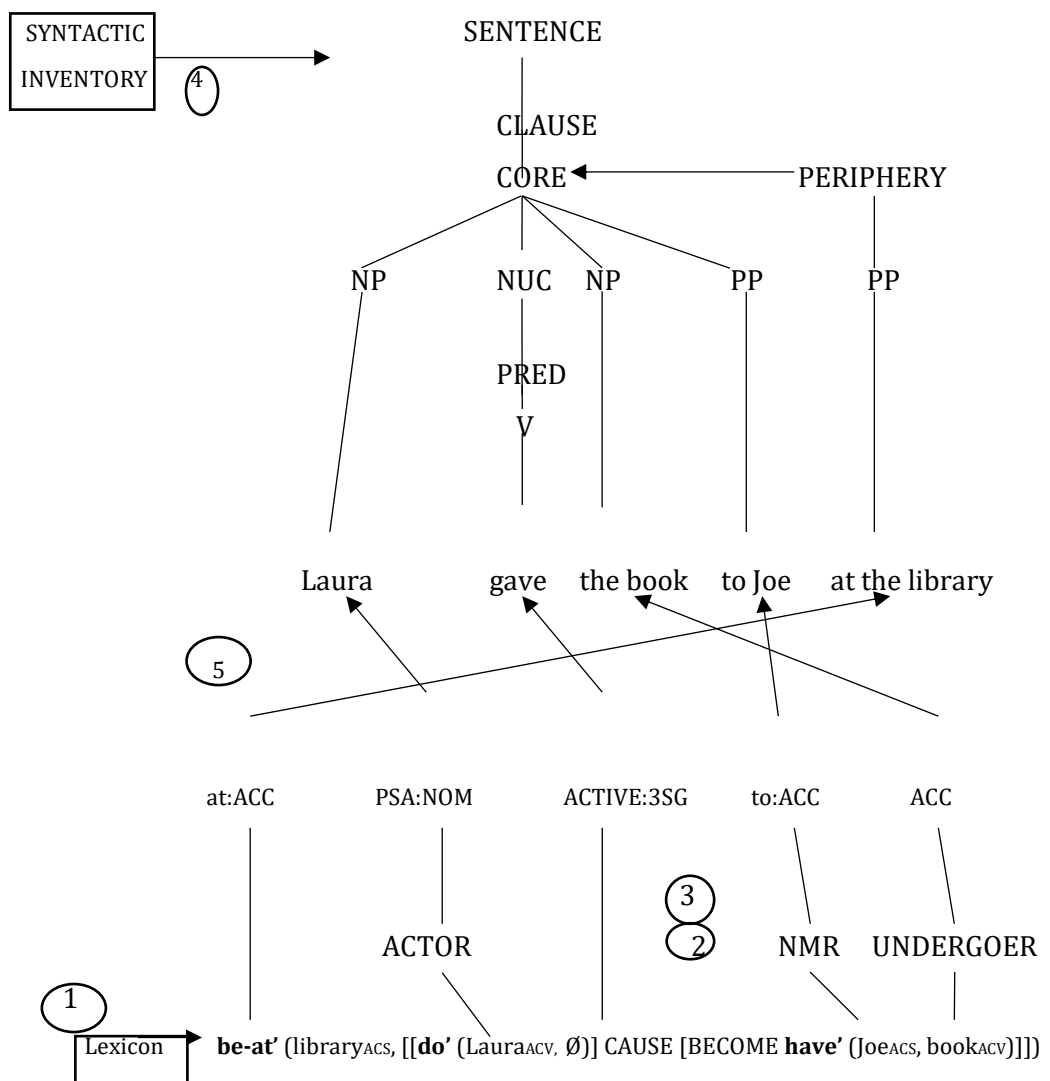 SYNTACTIC SENTENCE
INVENTORY 4
CLAUSE
CORE PERIPHERY
NP NUC NP PP PP
PRED
V
Laura gave the book to Joe at the library
5
at:ACC PSA:NOM ACTIVE:3SG to:ACC ACC
3
ACTOR 2 NMR UNDERGOER
1
Lexicon be-at’ (libraryACS, [[do’ (LauraACV, Ø)] CAUSE [BECOME have’ (JoeACS, bookACV)]])